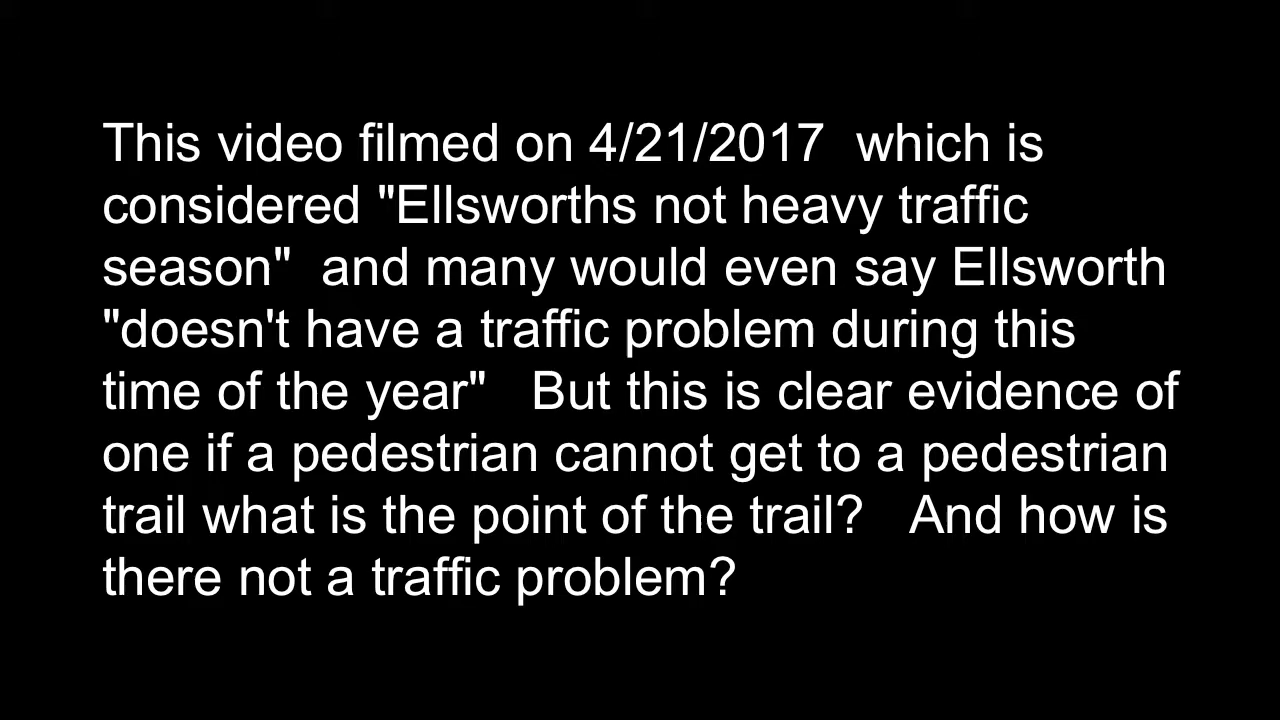 This video filmed on 4/21/2017  which is
considered "Ellsworths not heavy traffic
season"  and many would even say Ellsworth
"doesn't have a traffic problem during this
time of the year"   But this is clear evidence of
one if a pedestrian cannot get to a pedestrian
trail what is the point of the trail?   And how is
there not a traffic problem?